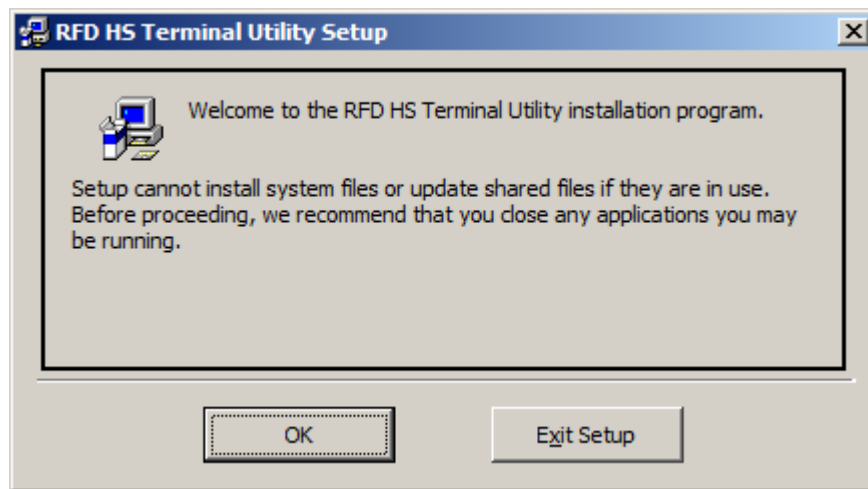 RFD HS Terminal Utility Setup
Welcome to the RFD HS Terminal Utility installation program.
Setup cannot install system files or update shared files if they are in use.
Before proceeding, we recommend that you close any applications you may
be running.
OK
Exit Setup